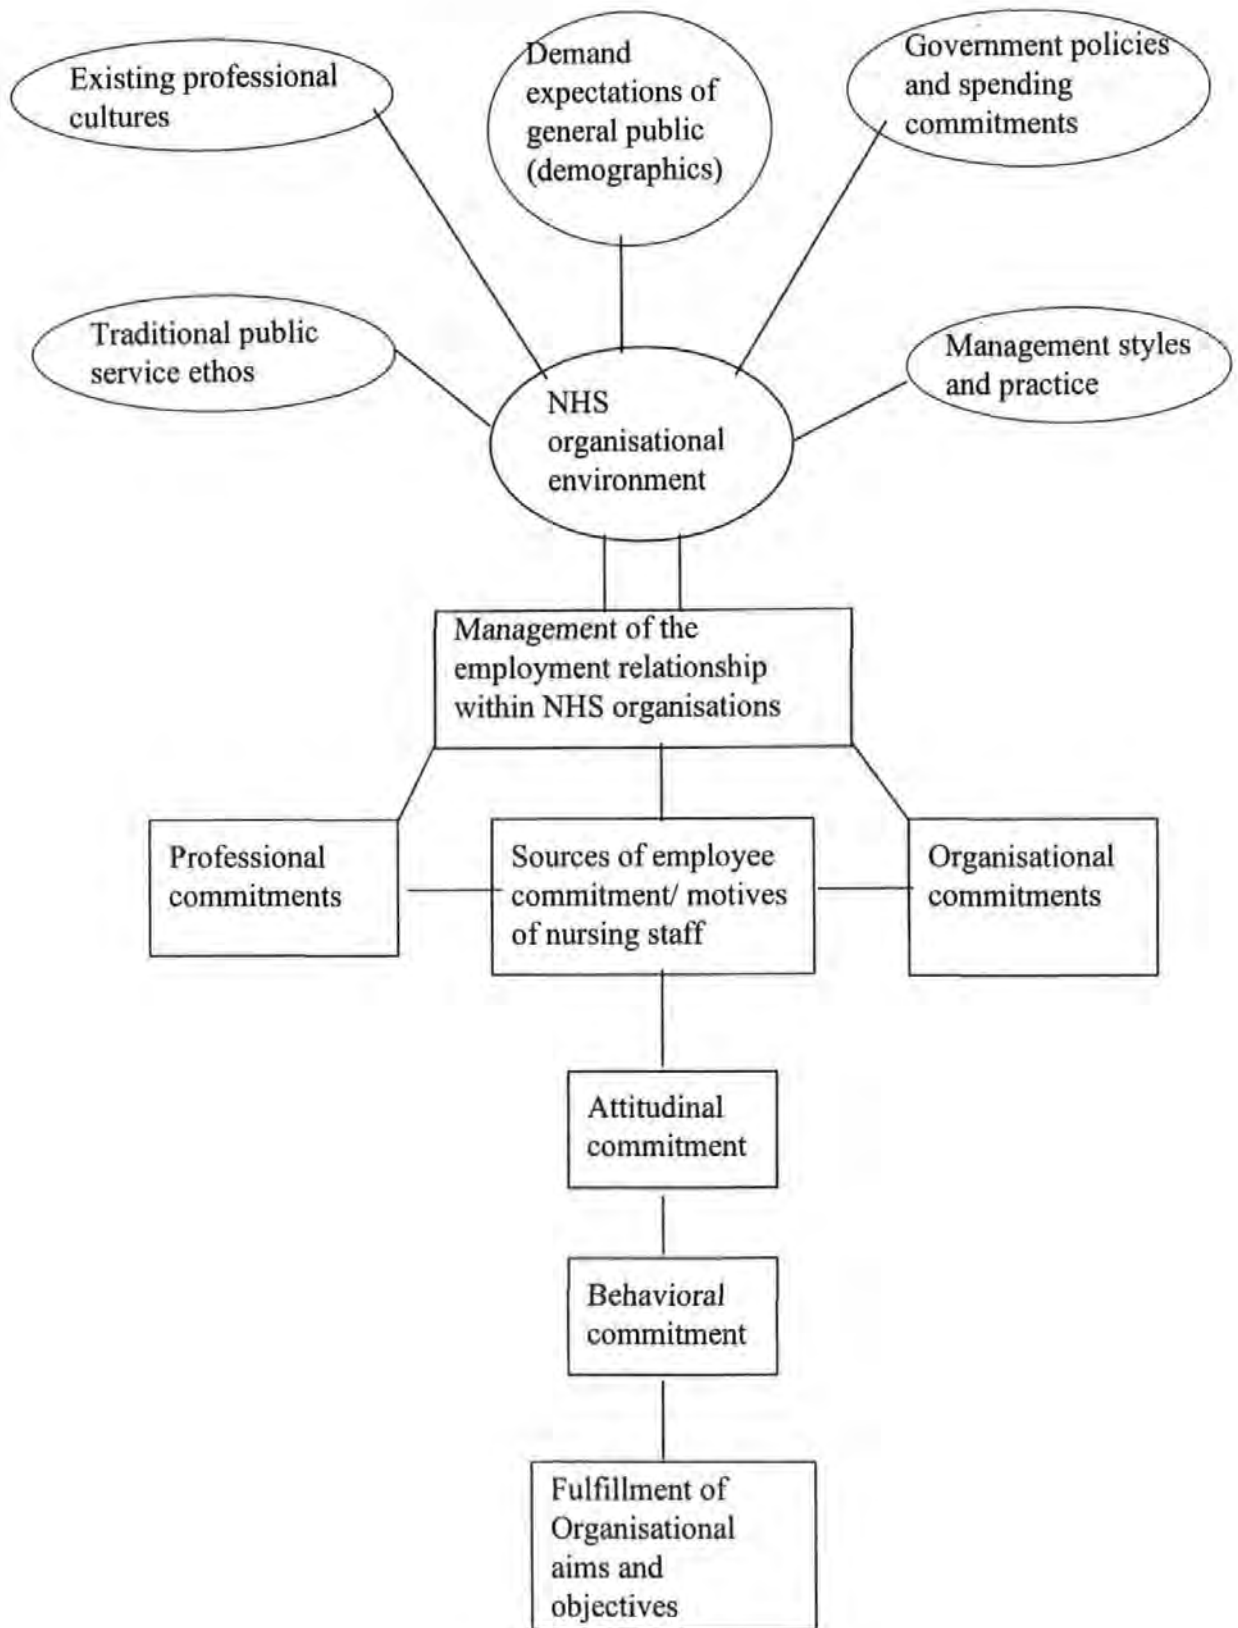 Existing professional
cultures
Demand
expectations of
general public
(demographics)
Government policies
and spending
commitments
Traditional public
service ethos
Management styles
and practice
NHS
organisational
environment
Management of the
employment relationship
within NHS organisations
Professional
commitments
Sources of employee
commitment/ motives
of nursing staff
Organisational
commitments
Attitudinal
commitment
Behavioral
commitment
Fulfillment of
Organisational
aims and
objectives